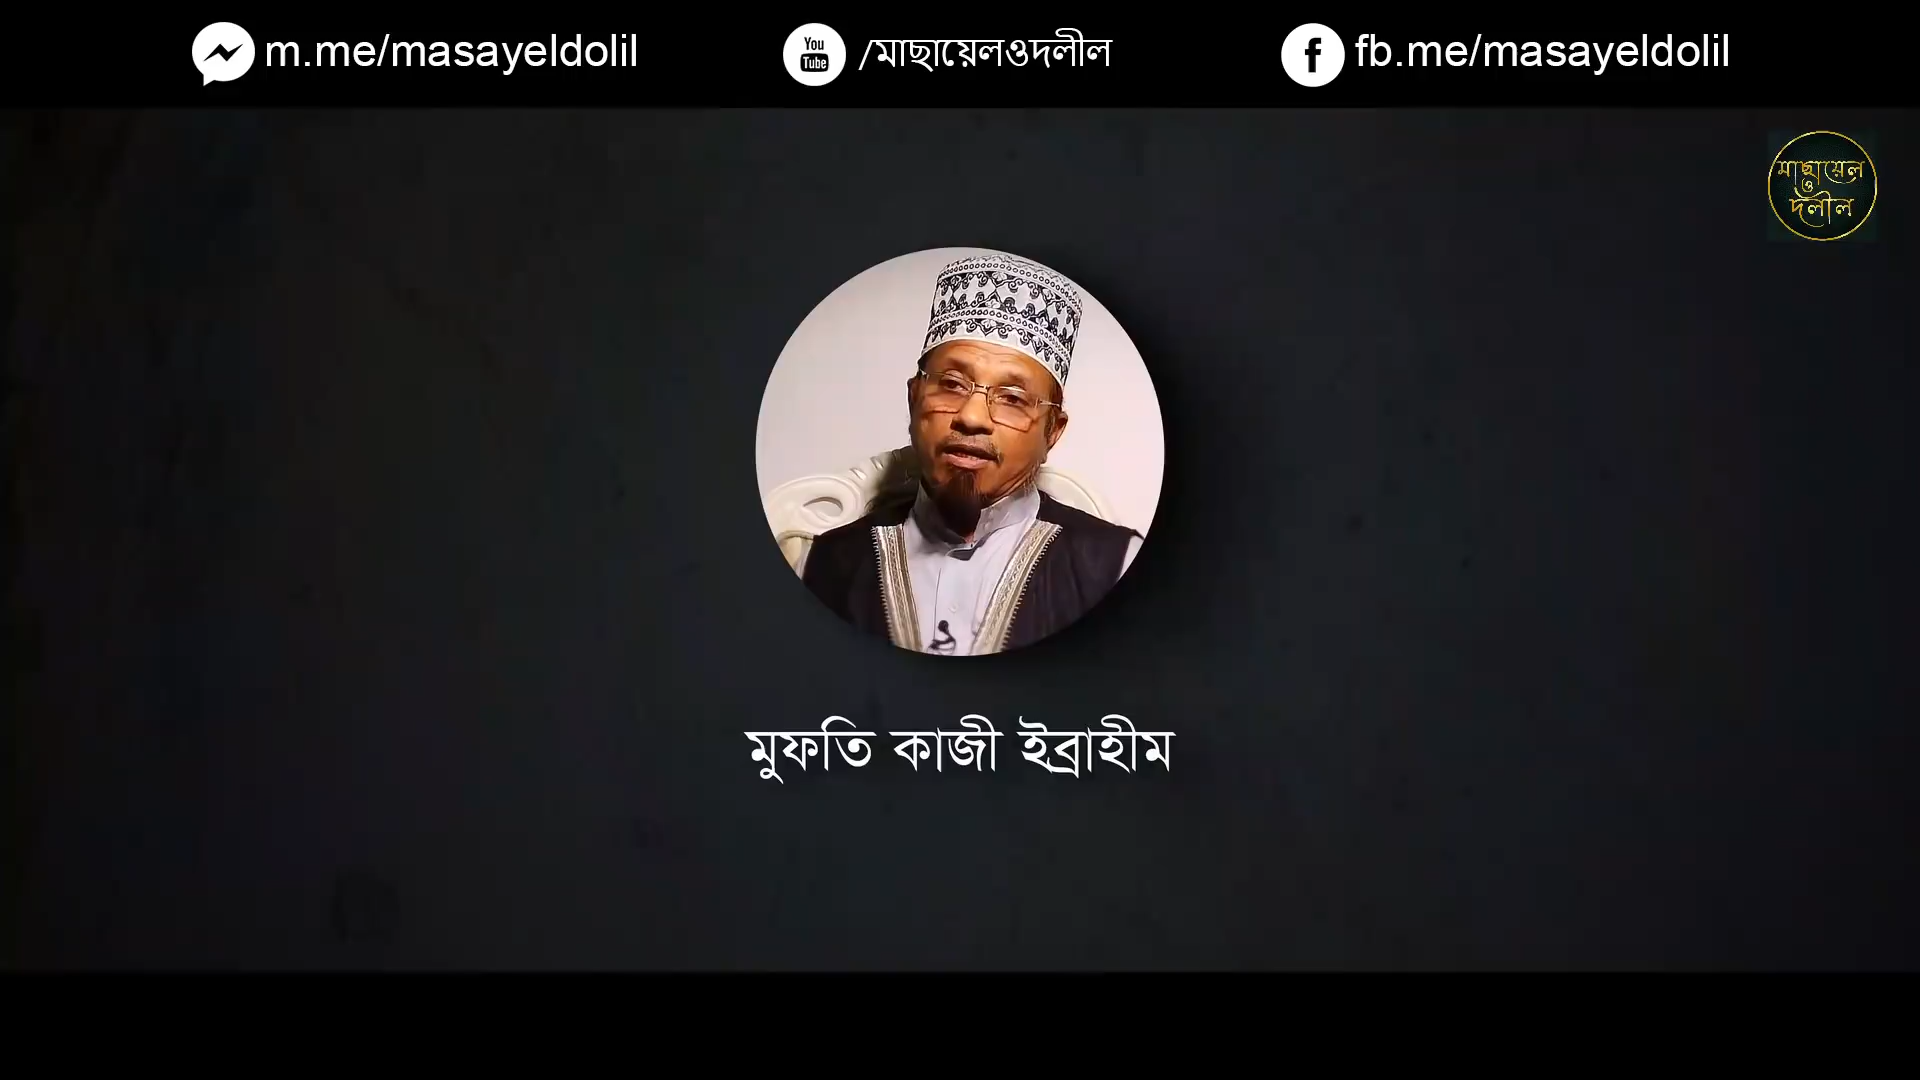 m.me/masayeldolil
You Tube /মাছায়েলওদলীল
fb.me/masayeldolil
মাছায়েল
ও
দলীল
মুফতি কাজী ইব্রাহীম